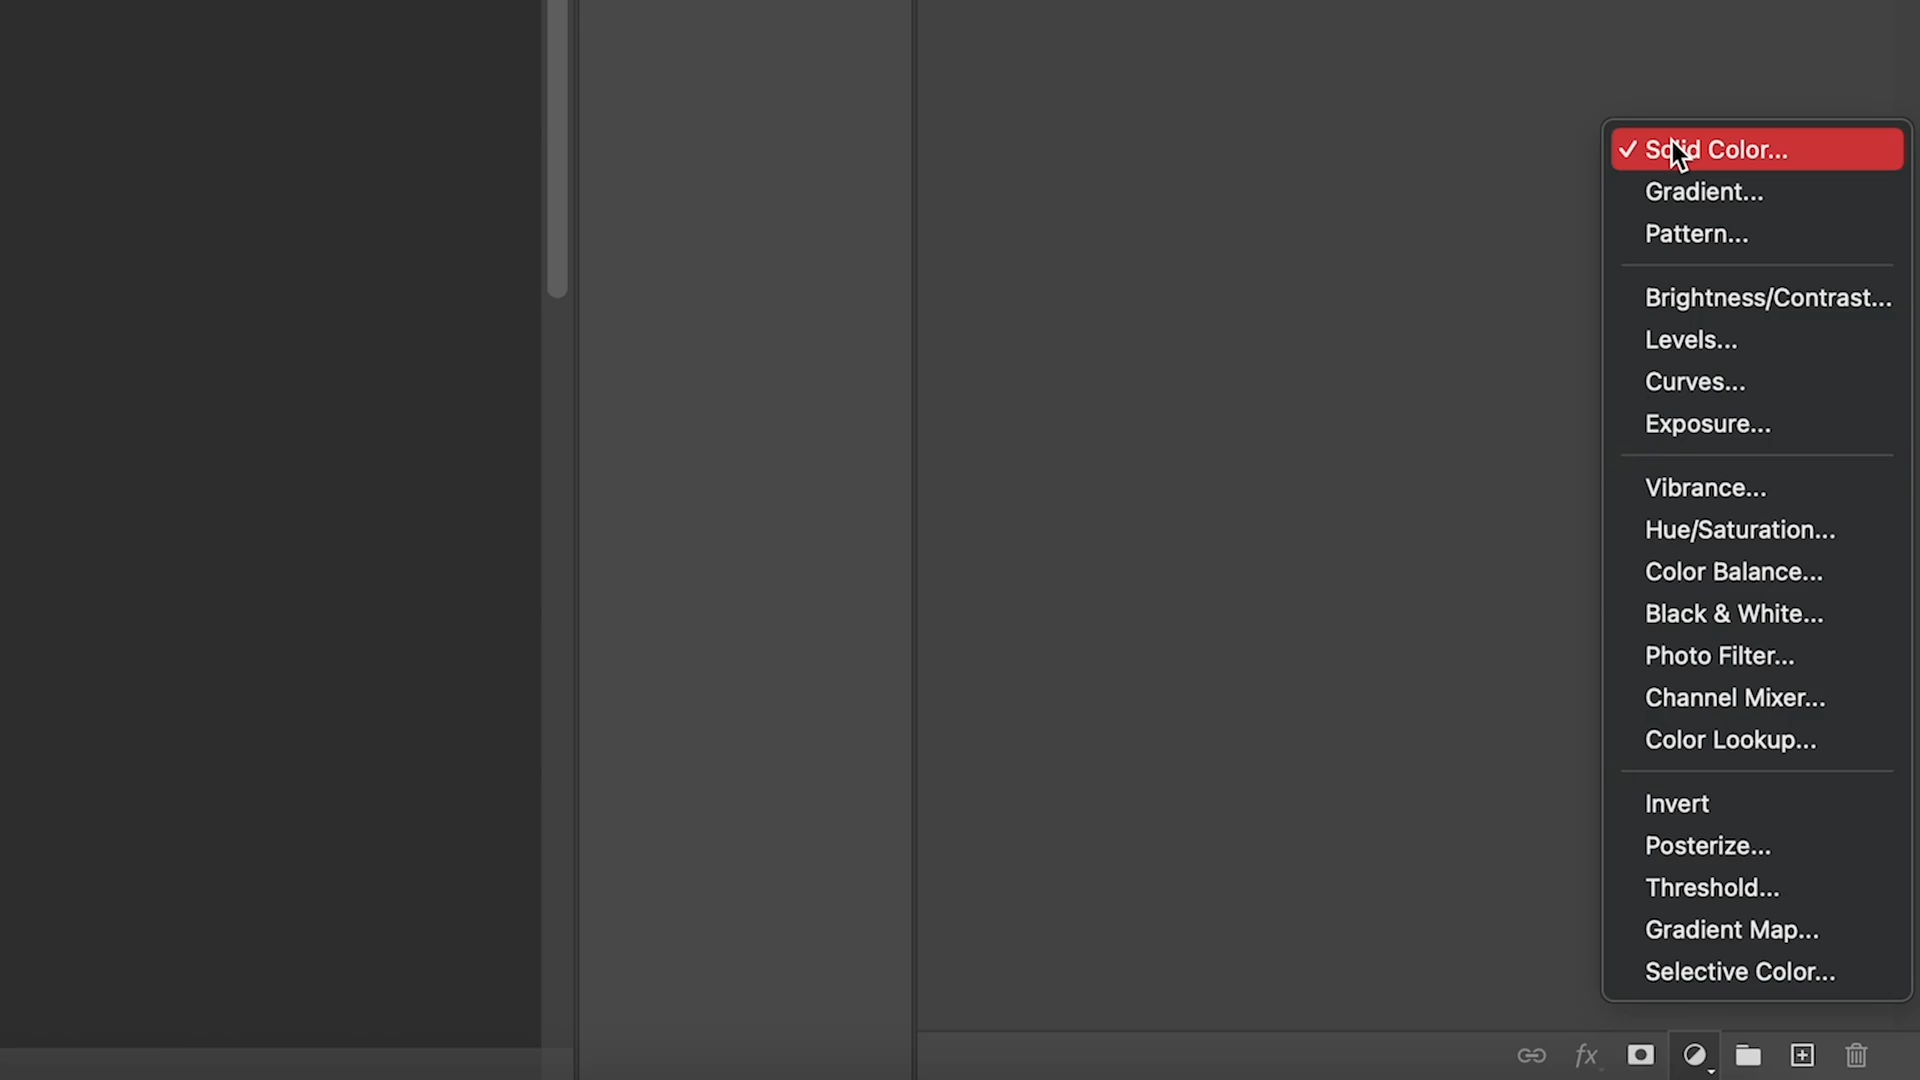 Solid Color...
Gradient...
Pattern...
Brightness/Contrast...
Levels...
Curves...
Exposure...
Vibrance...
Hue/Saturation...
Color Balance...
Black & White...
Photo Filter...
Channel Mixer...
Color Lookup...
Invert
Posterize...
Threshold...
Gradient Map...
Selective Color...
fx